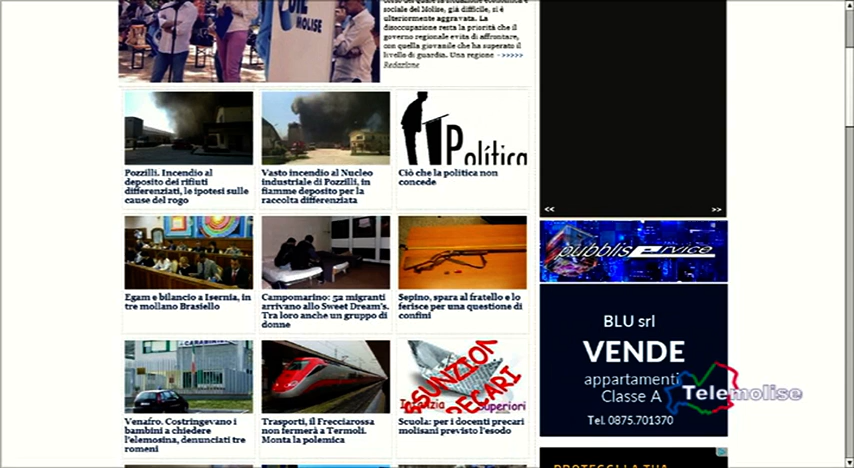 UIL
MOLISE
sociale del Molise, già difficile, si è
ulteriormente aggravata. La
disoccupazione resta la priorità che il
governo regionale evita di affrontare,
con quella giovanile che ha superato il
livello di guardia. Una regione - >>>>>
Redazione
Pozzilli. Incendio al
deposito dei rifiuti
differenziati, le ipotesi sulle
cause del rogo
Vasto incendio al Nucleo
industriale di Pozzilli, in
fiamme deposito per la
raccolta differenziata
Política
Ciò che la politica non
concede
<<
>>
Egam e bilancio a Isernia, in
tre mollano Brasiello
Campomarino: 52 migranti
arrivano allo Sweet Dream's.
Tra loro anche un gruppo di
donne
Sepino, spara al fratello e lo
ferisce per una questione di
confini
pubbliservice
BLU srl
VENDE
appartamenti
Classe A
Tel. 0875.701370
Telemolise
CARABINIERI
Venafro. Costringevano i
bambini a chiedere
l'elemosina, denunciati tre
romeni
Trasporti, il Frecciarossa
non fermerà a Termoli.
Monta la polemica
SSUNZION
PRECARI
Superiori
Scuola: per i docenti precari
molisani previsto l'esodo